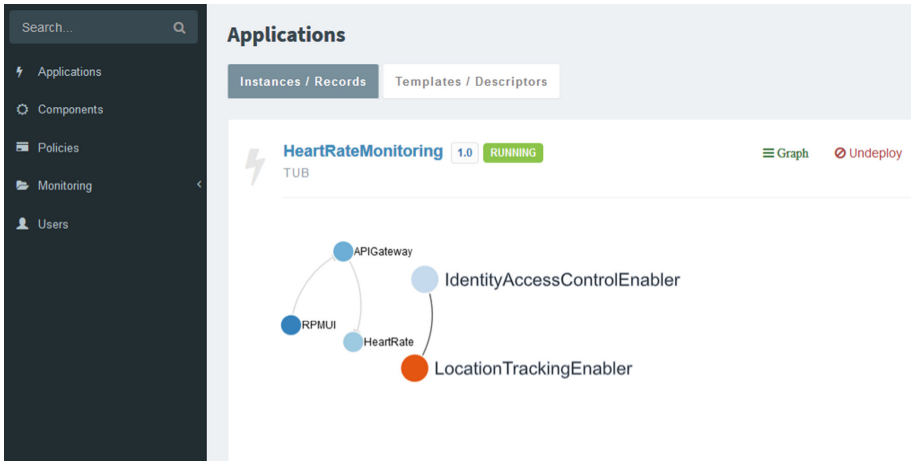 Search...
Applications
Components
Policies
Monitoring
Users
Applications
Instances / Records
Templates / Descriptors
HeartRateMonitoring 1.0 RUNNING
TUB
Graph
Undeploy
APIGateway
IdentityAccessControlEnabler
RPMUI
HeartRate
LocationTrackingEnabler